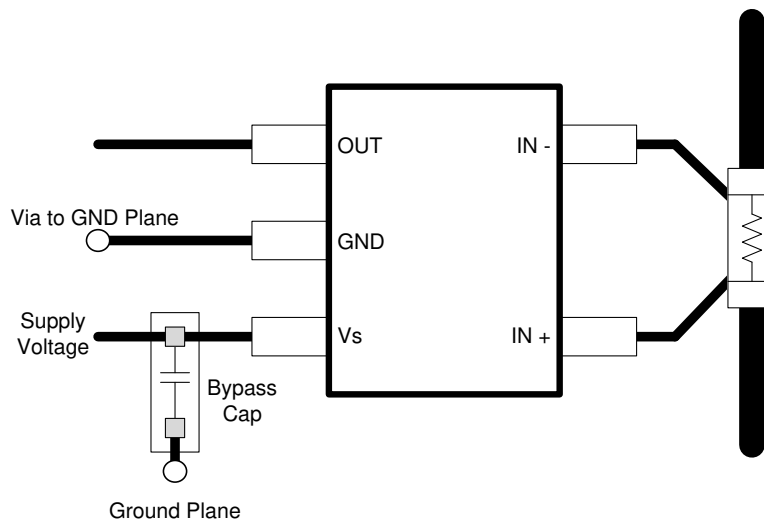 OUT
IN -
Via to GND Plane
GND
Supply
Voltage
Vs
IN +
Bypass
Cap
Ground Plane